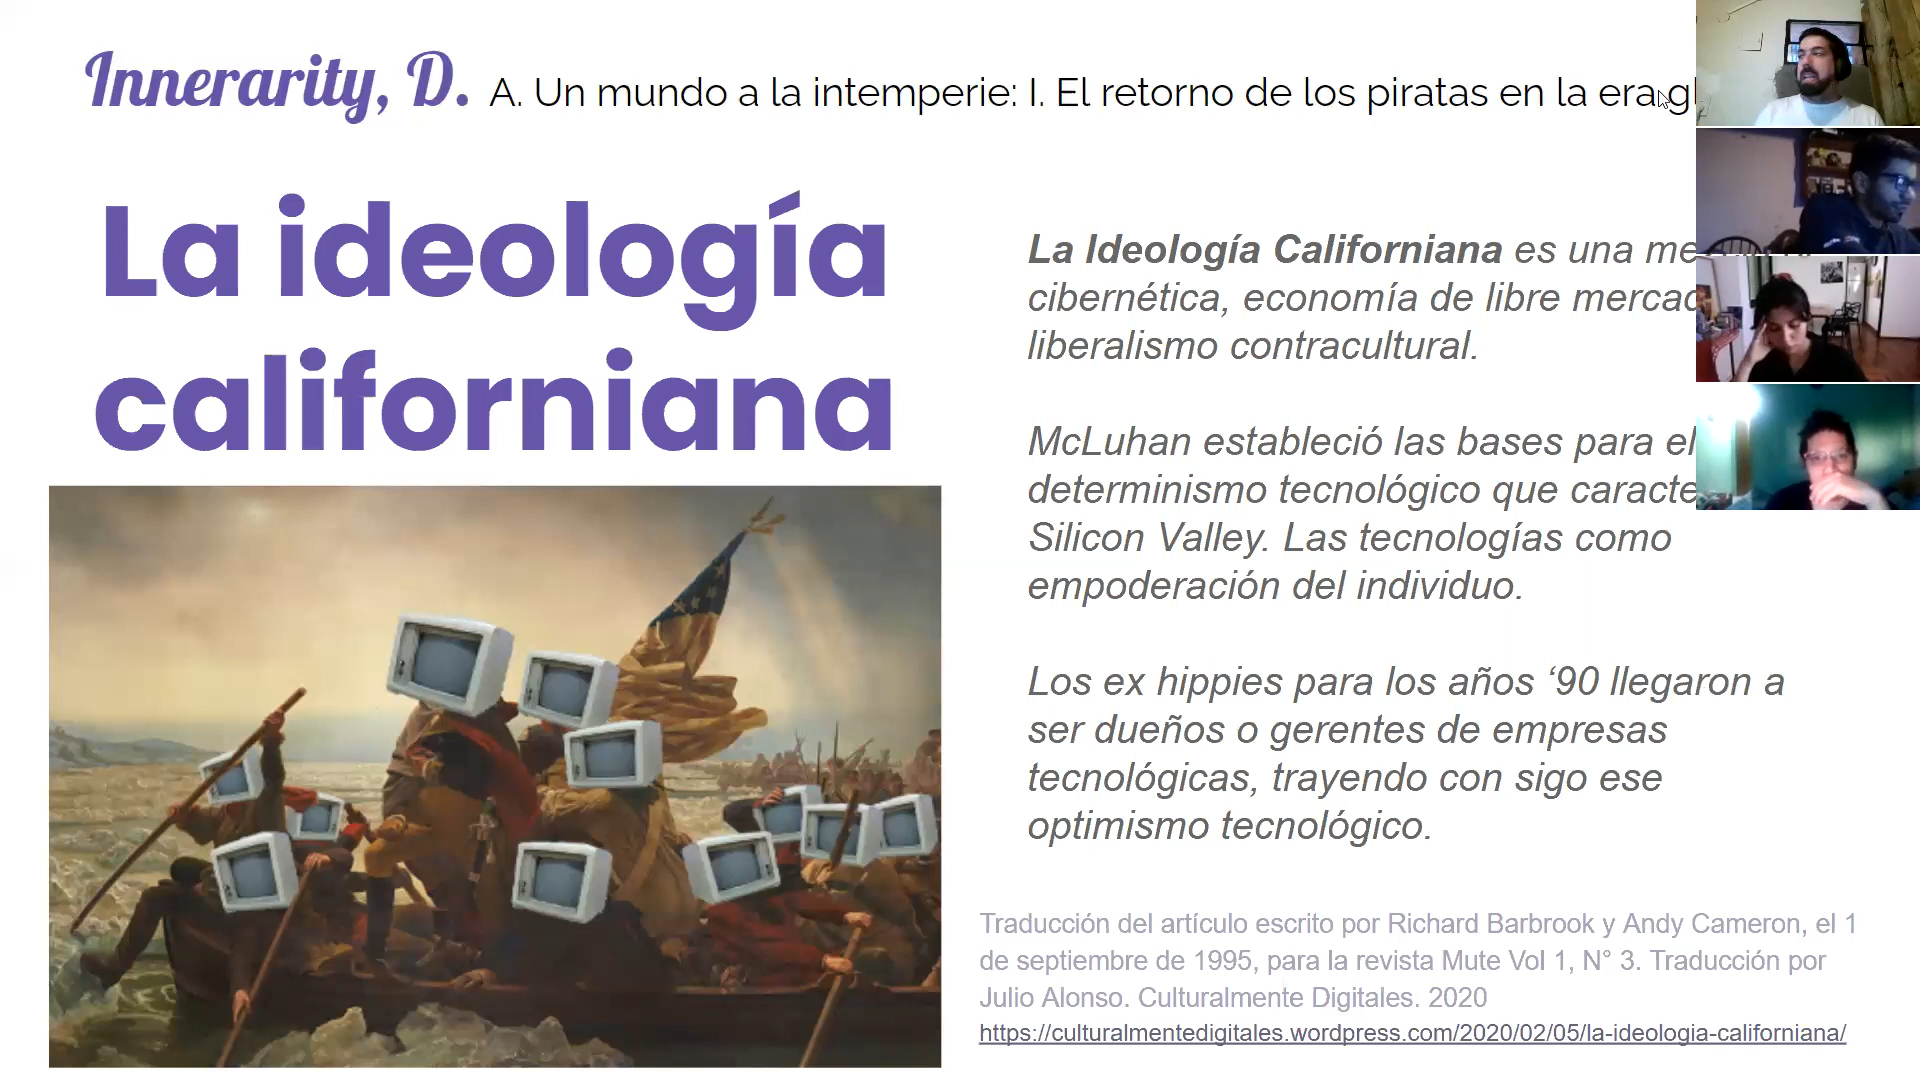 Innerarity, D. A. Un mundo a la intemperie: I. El retorno de los piratas en la era
La ideología
californiana
La Ideología Californiana es una
cibernética, economía de libre
liberalismo contracultural.
McLuhan estableció las bases para el
determinismo tecnológico que
Silicon Valley. Las tecnologías como
empoderación del individuo.
Los ex hippies para los años ‘90 llegaron a
ser dueños o gerentes de empresas
tecnológicas, trayendo con sigo ese
optimismo tecnológico.
Traducción del artículo escrito por Richard Barbrook y Andy Cameron, el 1
de septiembre de 1995, para la revista Mute Vol 1, N° 3. Traducción por
Julio Alonso. Culturalmente Digitales. 2020
https://culturalmentedigitales.wordpress.com/2020/02/05/la-ideologia-californiana/